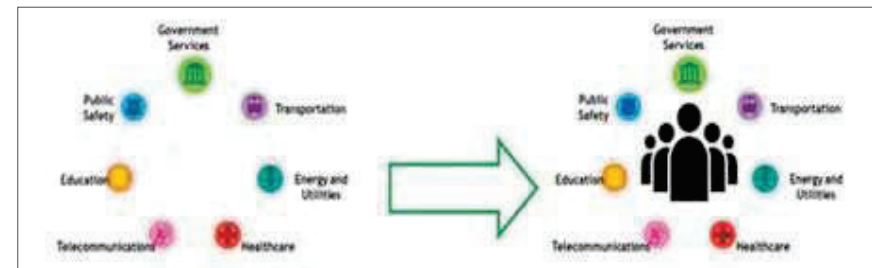 Government
Services
Public
Safety
Transportation
Education
Energy and
Utilities
Telecommunications
Healthcare
Government
Services
Public
Safety
Transportation
Education
Energy and
Utilities
Telecommunications
Healthcare